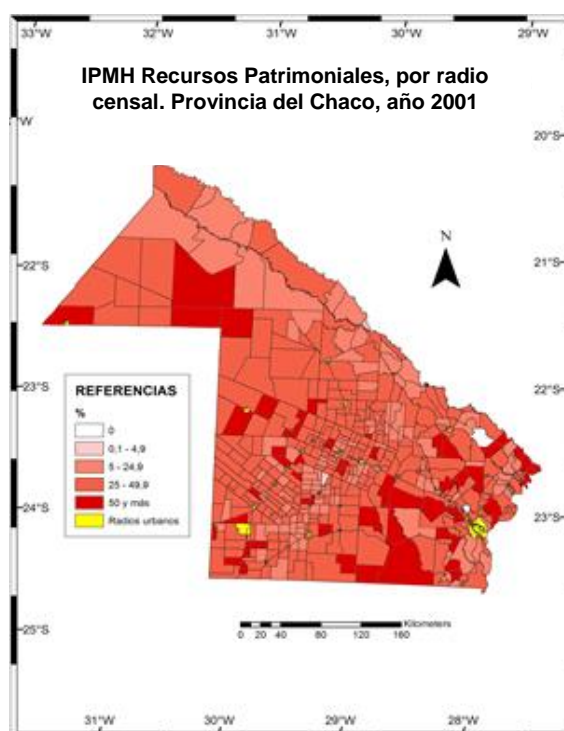 33°W 32°W 31°W 30°W 29°W
IPMH Recursos Patrimoniales, por radio
censal. Provincia del Chaco, año 2001
°W
20°S
N
22°S
21°S
23°S
22°S
REFERENCIAS
%
0
0,1 - 4,9
5 - 24,9
25 - 49,9
50 y más
Radios urbanos
24°S
23°S
Kilometers
0 10 20 40 80 120 160
25°S
31°W 30°W 29°W 28°W